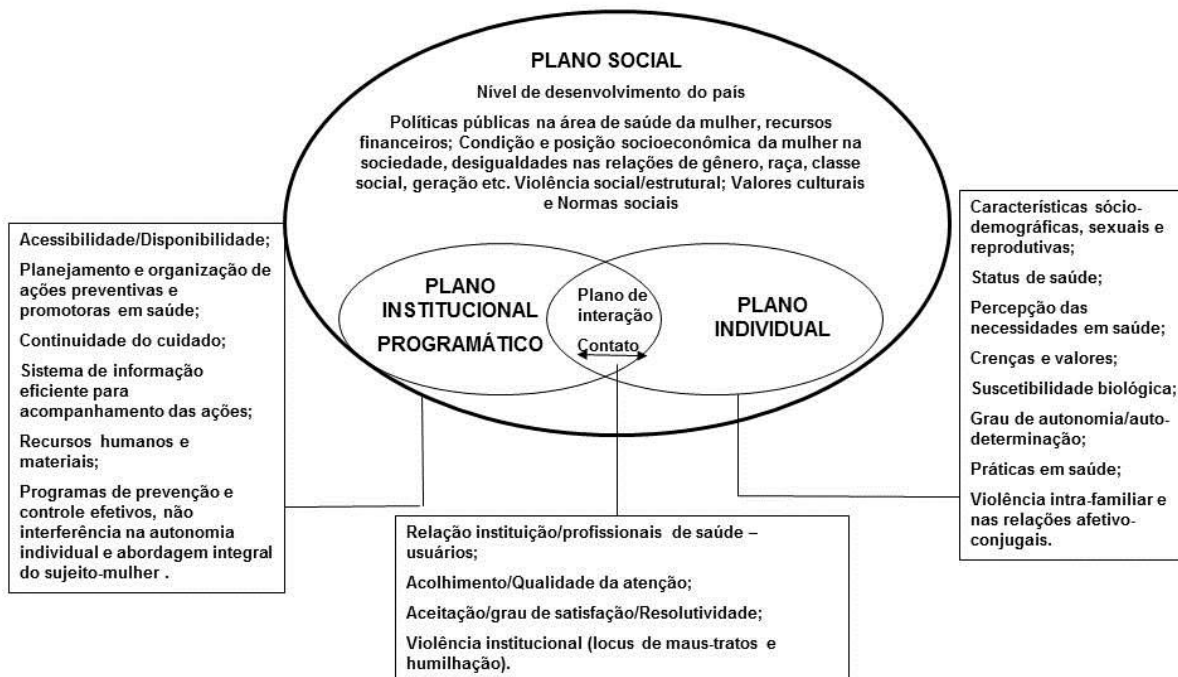 PLANO SOCIAL
Nível de desenvolvimento do país
Políticas públicas na área de saúde da mulher, recursos
financeiros; Condição e posição socioeconômica da mulher na
sociedade, desigualdades nas relações de gênero, raça, classe
social, geração etc. Violência social/estrutural; Valores culturais
e Normas sociais
PLANO
INSTITUCIONAL
PROGRAMÁTICO
Plano de
interação
Contato
PLANO
INDIVIDUAL
Acessibilidade/Disponibilidade;
Planejamento e organização de
ações preventivas e
promotoras em saúde;
Continuidade do cuidado;
Sistema de informação
eficiente para
acompanhamento das ações;
Recursos humanos e
materiais;
Programas de prevenção e
controle efetivos, não
interferência na autonomia
individual e abordagem integral
do sujeito-mulher .
Relação instituição/profissionais de saúde –
usuários;
Acolhimento/Qualidade da atenção;
Aceitação/grau de satisfação/Resolutividade;
Violência institucional (locus de maus-tratos e
humilhação).
Características sócio-
demográficas, sexuais e
reprodutivas;
Status de saúde;
Percepção das
necessidades em saúde;
Crenças e valores;
Suscetibilidade biológica;
Grau de autonomia/auto-
determinação;
Práticas em saúde;
Violência intra-familiar e
nas relações afetivo-
conjugais.